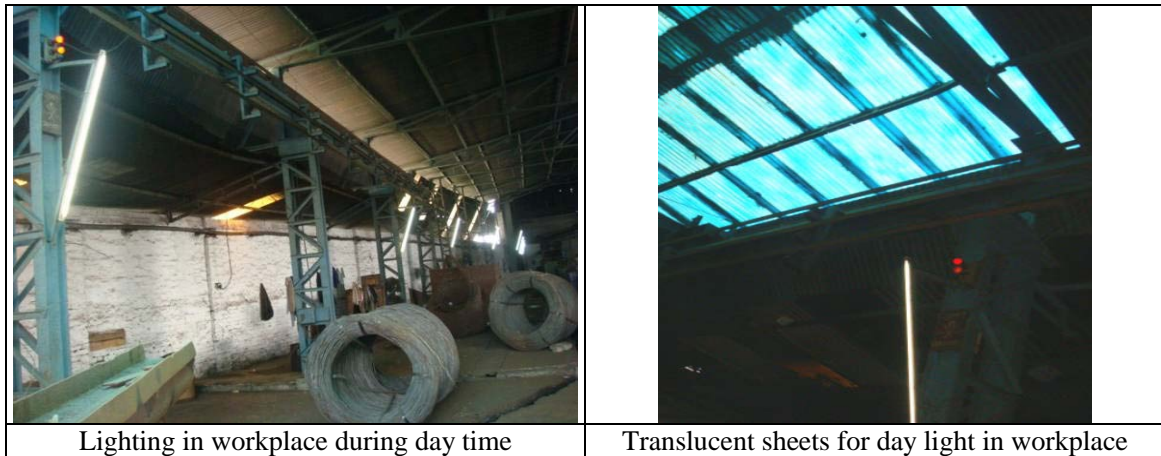 Lighting in workplace during day time
Translucent sheets for day light in workplace